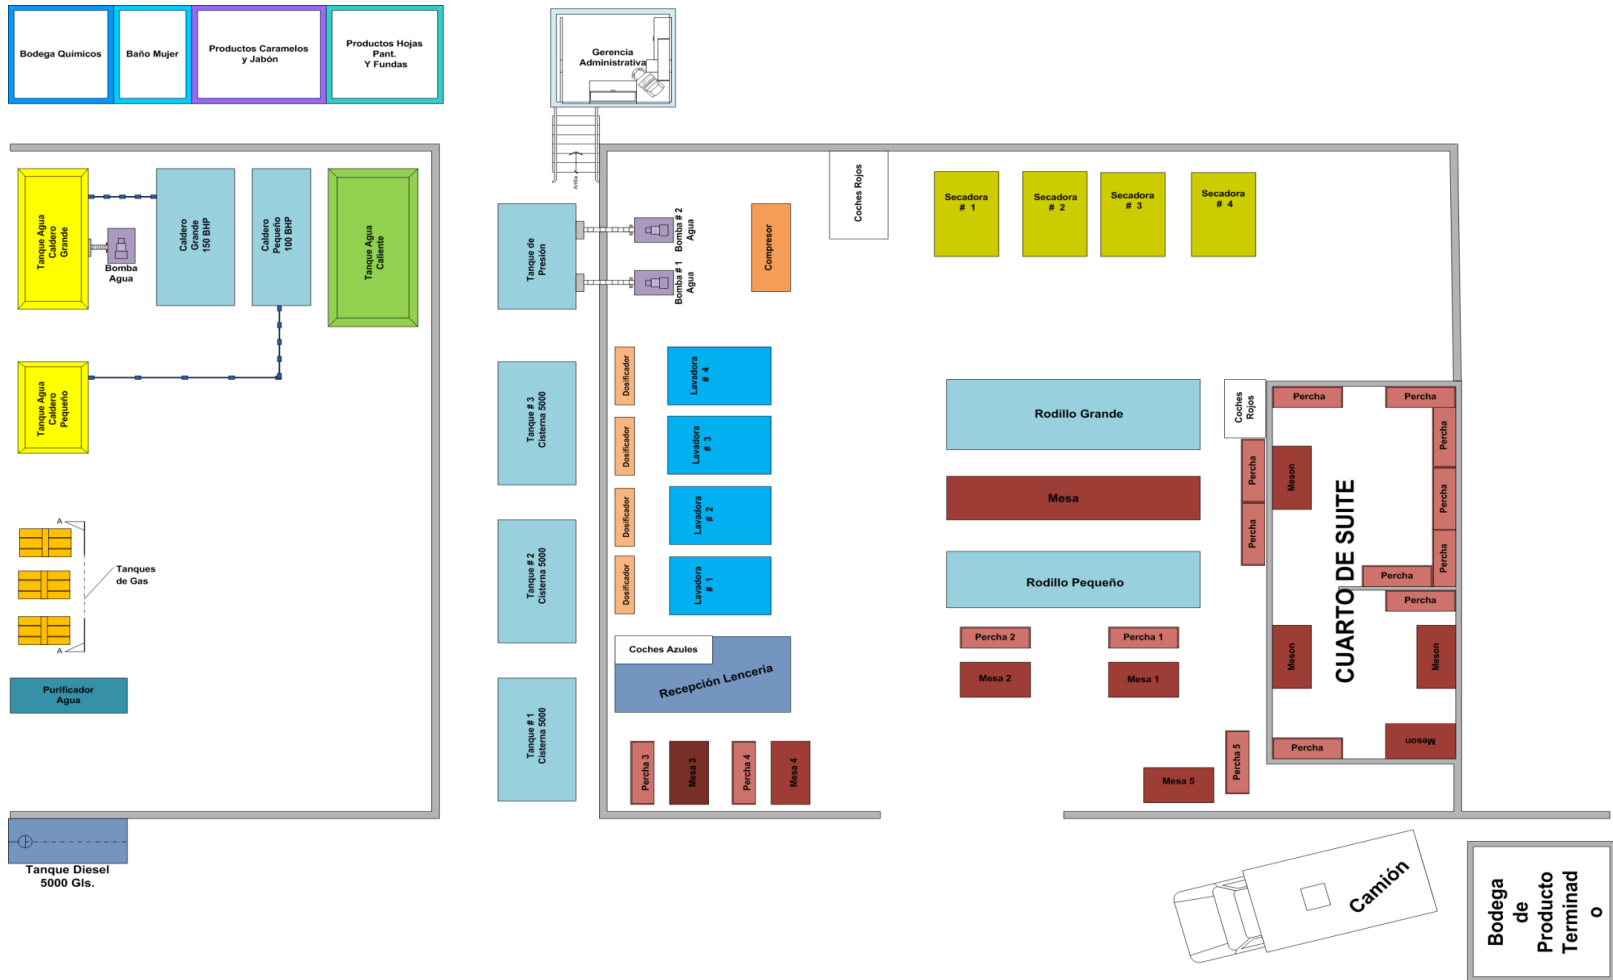 Bodega Químicos
Baño Mujer
Productos Caramelos
y Jabón
Productos Hojas
Pant.
Y Fundas
Gerencia
Administrativa
Arriba
Tanque Agua
Caldero
Grande
Bomba
Agua
Caldero
Grande
150 BHP
Caldero
Pequeño
100 BHP
Tanque Agua
Caliente
Tanque de
Presión
Bomba # 2
Agua
Bomba # 1
Agua
Compresor
Coches Rojos
Secadora
# 1
Secadora
# 2
Secadora
# 3
Secadora
# 4
Tanque Agua
Caldero
Pequeño
Tanque # 3
Cisterna 5000
Dosificador
Lavadora
# 4
Dosificador
Lavadora
# 3
Dosificador
Lavadora
# 2
Dosificador
Lavadora
# 1
Rodillo Grande
Mesa
Rodillo Pequeño
Coches
Rojos
Percha
Percha
Percha
Percha
Percha
Percha
Percha
Percha
Percha
Meson
CUARTO DE SUITE
Meson
Meson
Percha
Meson
A
Tanques
de Gas
A
Tanque # 2
Cisterna 5000
Purificador
Agua
Tanque # 1
Cisterna 5000
Coches Azules
Recepción Lencería
Percha 2
Percha 1
Mesa 2
Mesa 1
Percha 3
Mesa 3
Percha 4
Mesa 4
Mesa 5
Percha 5
Tanque Diesel
5000 Gls.
Camión
Bodega
de
Producto
Terminad
o